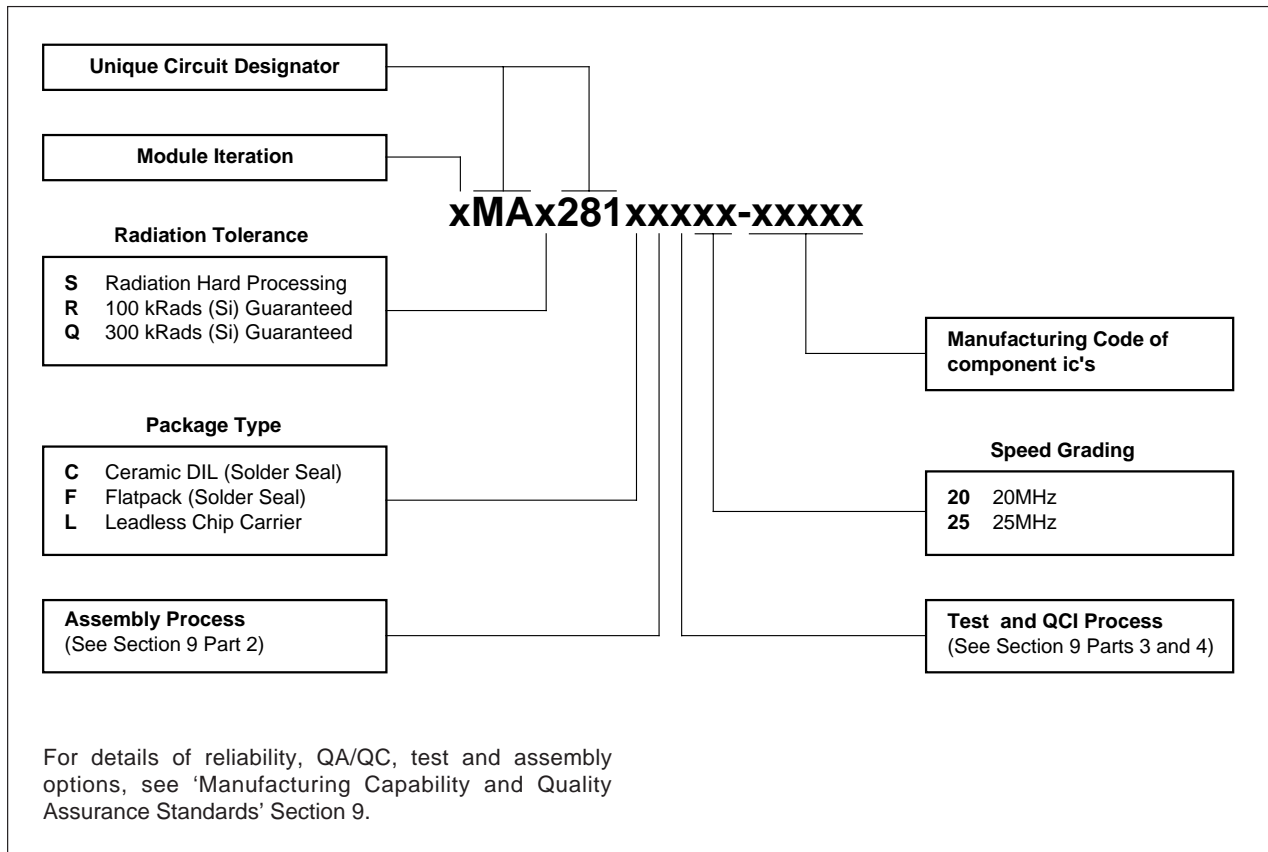 Unique Circuit Designator
Module Iteration
xMAx281xxxxx-xxxxx
Radiation Tolerance
S Radiation Hard Processing
R 100 kRads (Si) Guaranteed
Q 300 kRads (Si) Guaranteed
Manufacturing Code of
component ic's
Package Type
C Ceramic DIL (Solder Seal)
F Flatpack (Solder Seal)
L Leadless Chip Carrier
Speed Grading
20 20MHz
25 25MHz
Assembly Process
(See Section 9 Part 2)
Test and QCI Process
(See Section 9 Parts 3 and 4)
For details of reliability, QA/QC, test and assembly
options, see ‘Manufacturing Capability and Quality
Assurance Standards’ Section 9.